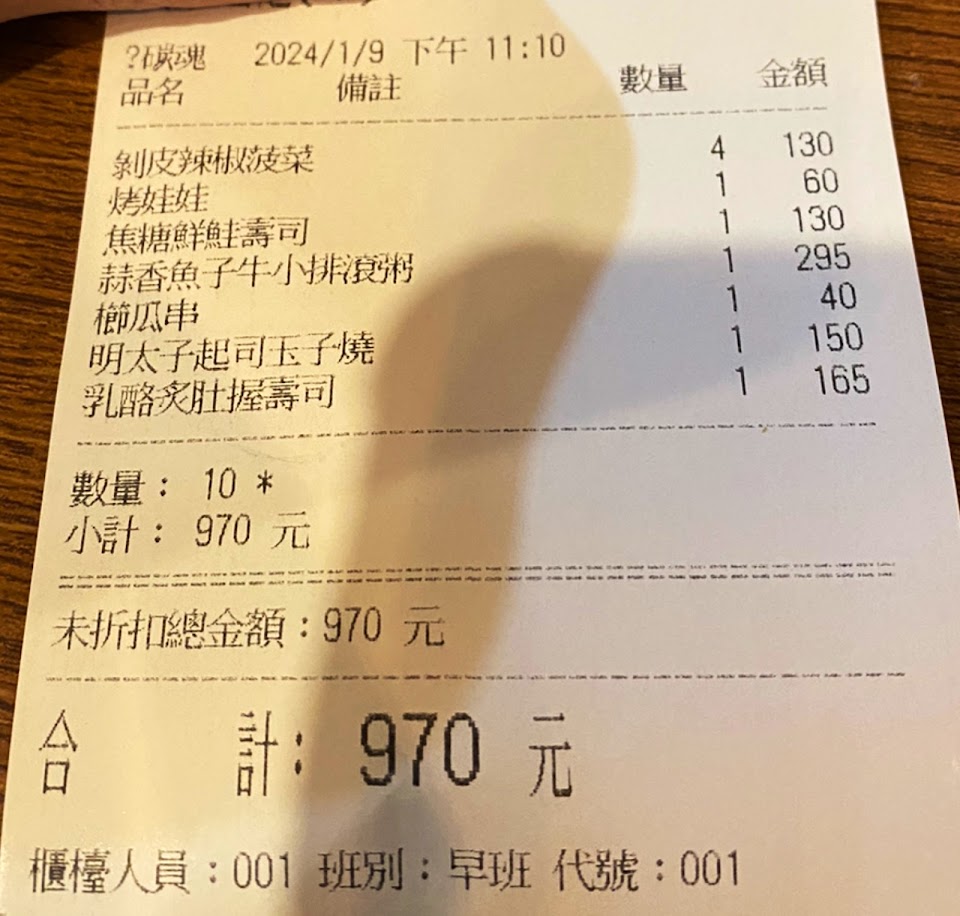 ?碳魂 2024/1/9 下午 11:10
品名 備註 數量 金額
剝皮辣椒菠菜 4 130
烤娃娃 1 60
焦糖鮮鮭壽司 1 130
蒜香魚子牛小排滾粥 1 295
櫛瓜串 1 40
明太子起司玉子燒 1 150
乳酪炙肚握壽司 1 165
數量： 10 *
小計： 970 元
未折扣總金額：970 元
合 計： 970 元
櫃檯人員：001 班別：早班 代號：001